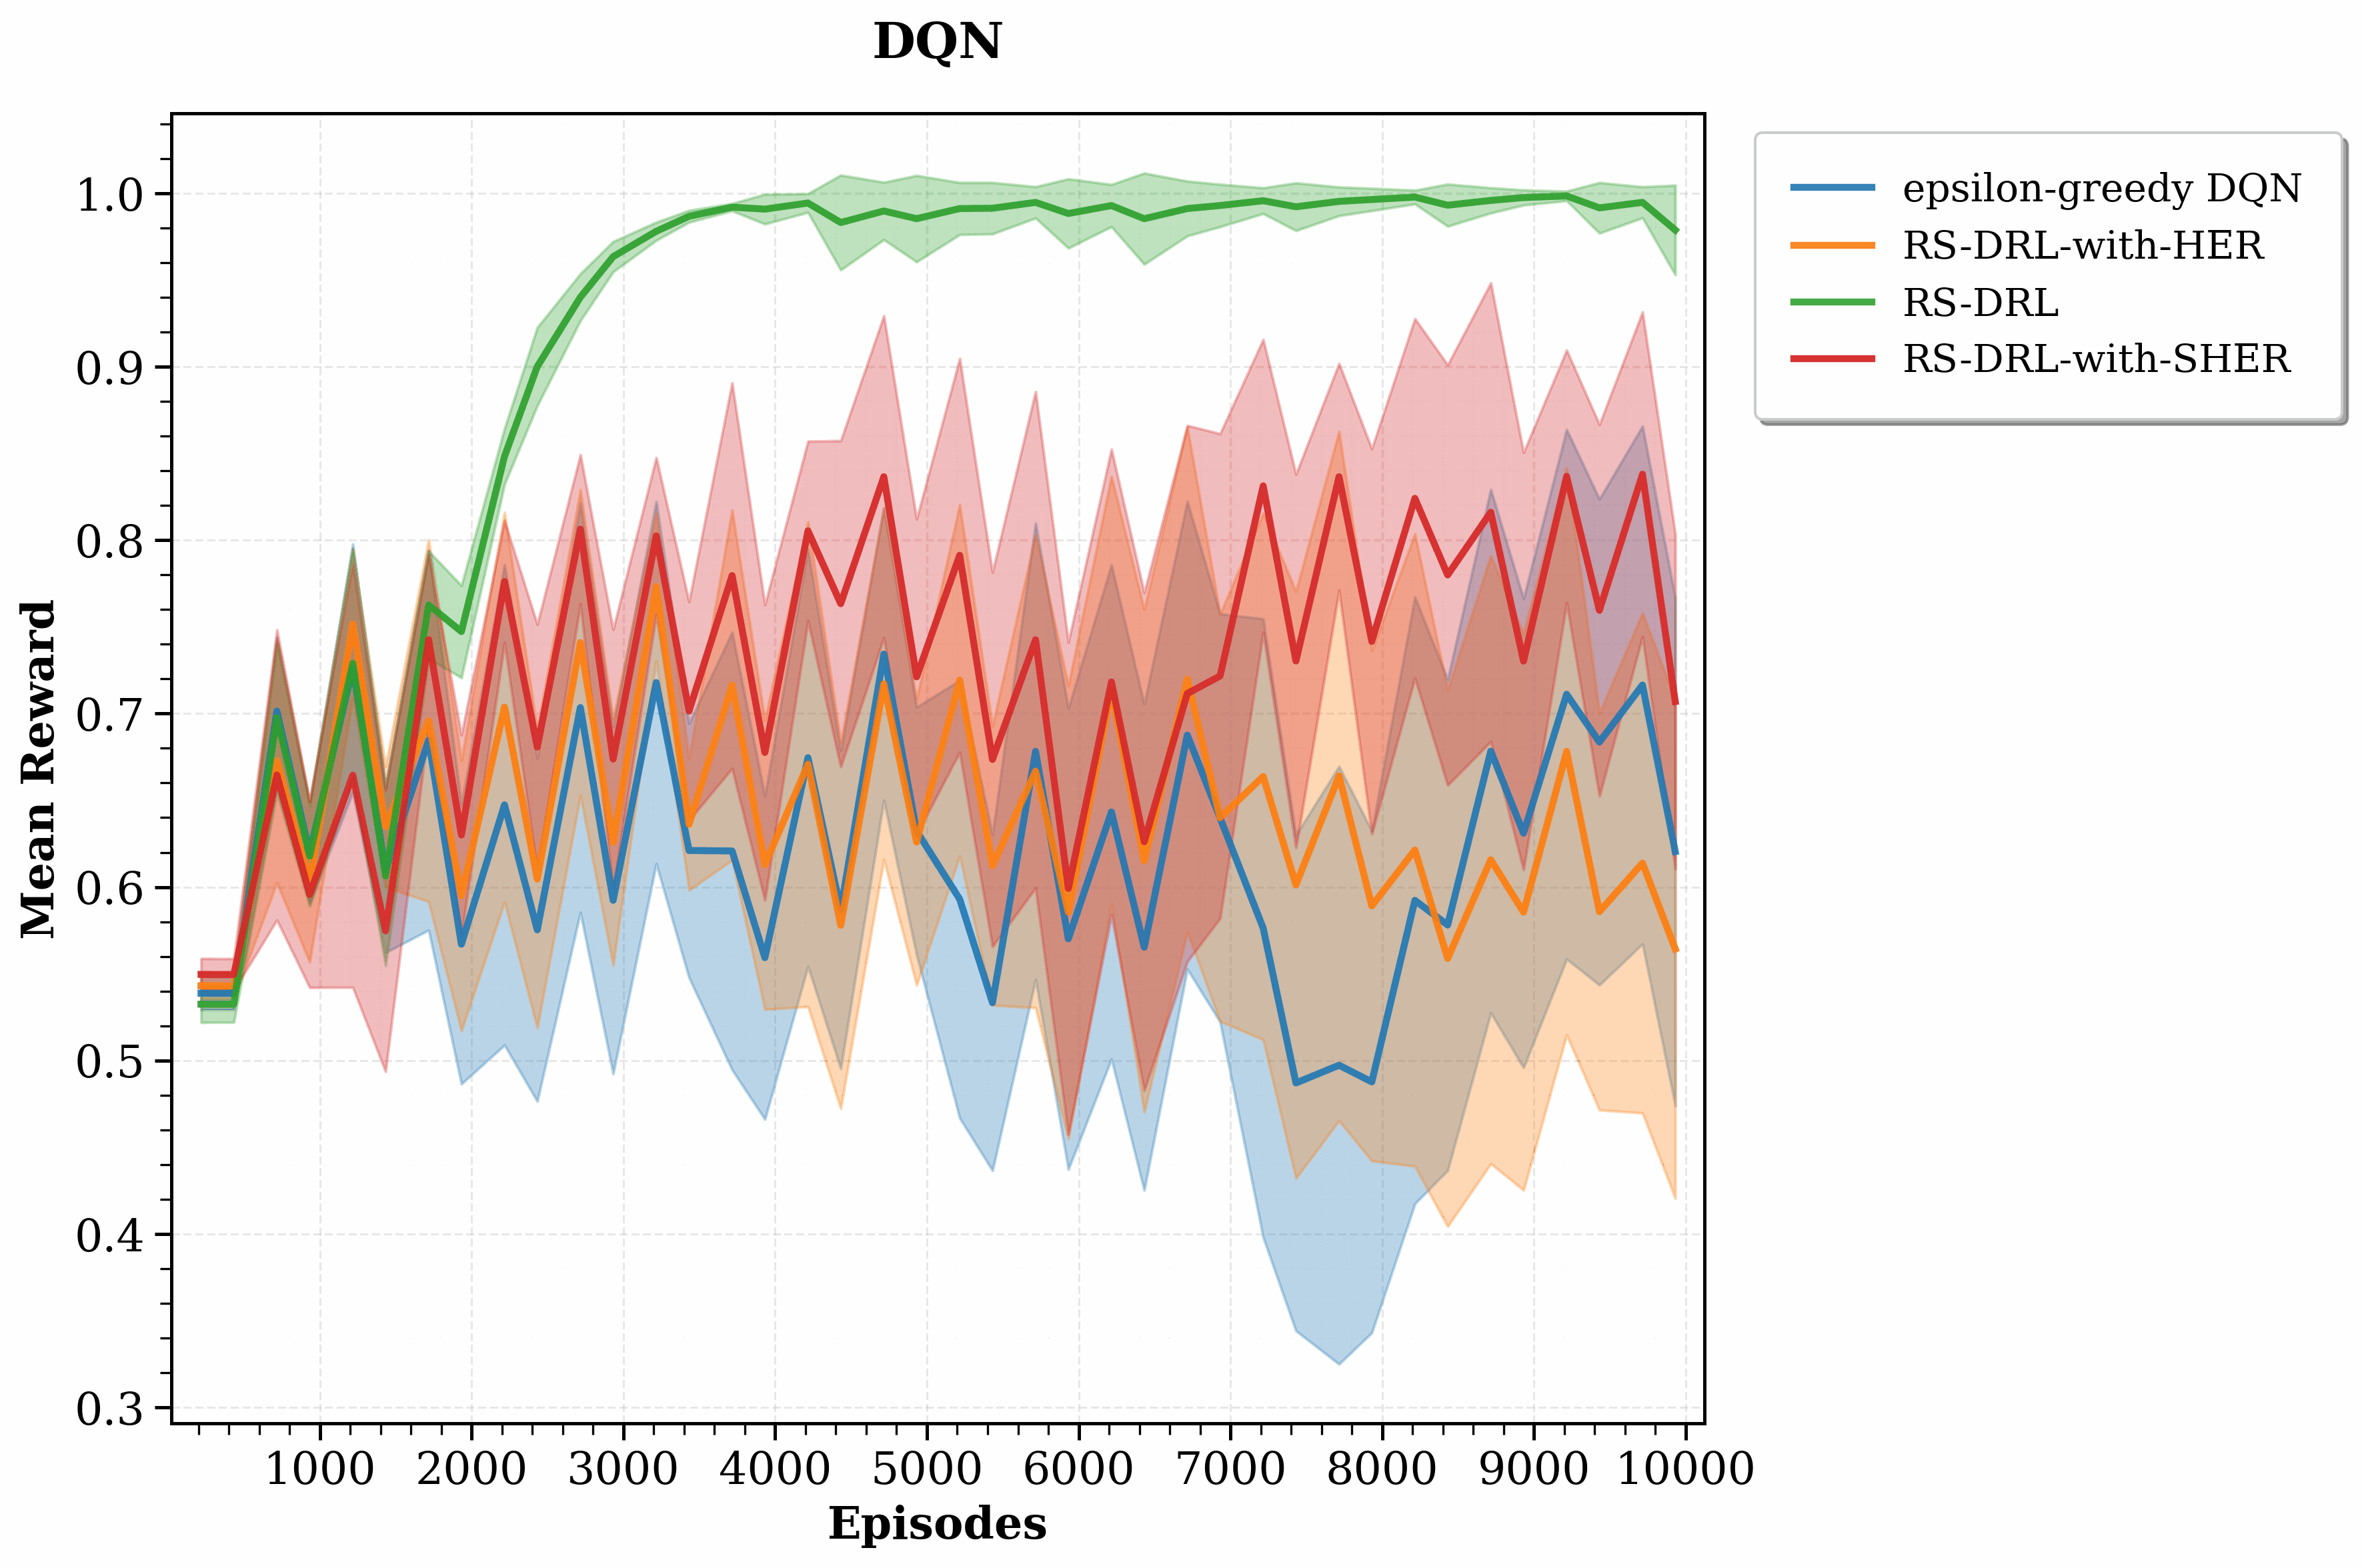 DQN
epsilon-greedy DQN
RS-DRL-with-HER
RS-DRL
RS-DRL-with-SHER
Mean Reward
1.0
0.9
0.8
0.7
0.6
0.5
0.4
0.3
1000 2000 3000 4000 5000 6000 7000 8000 9000 10000
Episodes